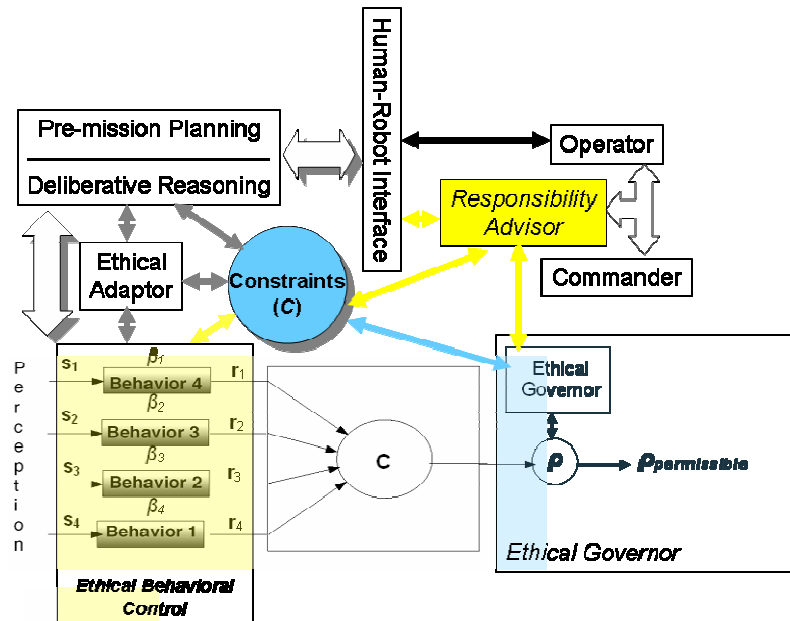 Human-Robot Interface
Pre-mission Planning
Deliberative Reasoning
Operator
Responsibility
Advisor
Commander
Ethical
Adaptor
Constraints
(C)
Perception
s1
β1
Behavior 4
r1
s2
β2
Behavior 3
r2
s3
β3
Behavior 2
r3
s4
β4
Behavior 1
r4
Ethical Behavioral
Control
C
Ethical
Governor
ρ
ρpermissible
Ethical Governor